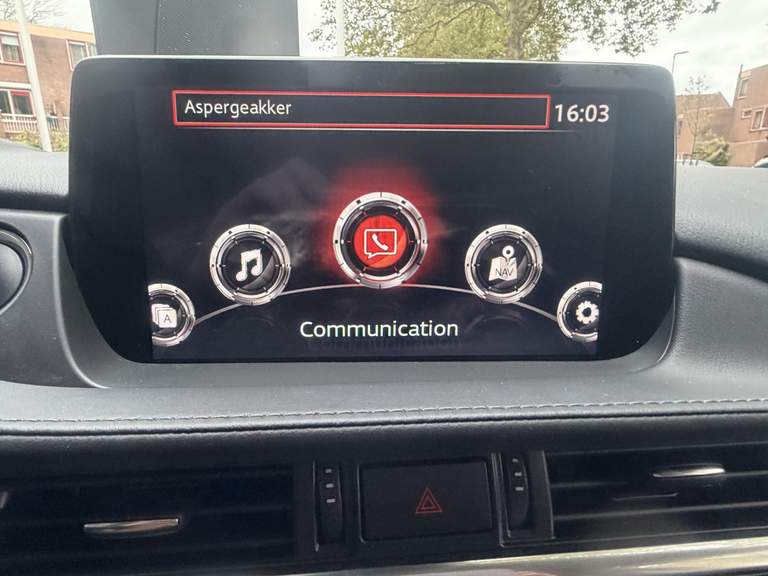 Aspergeakker
16:03
NAV
A
Communication